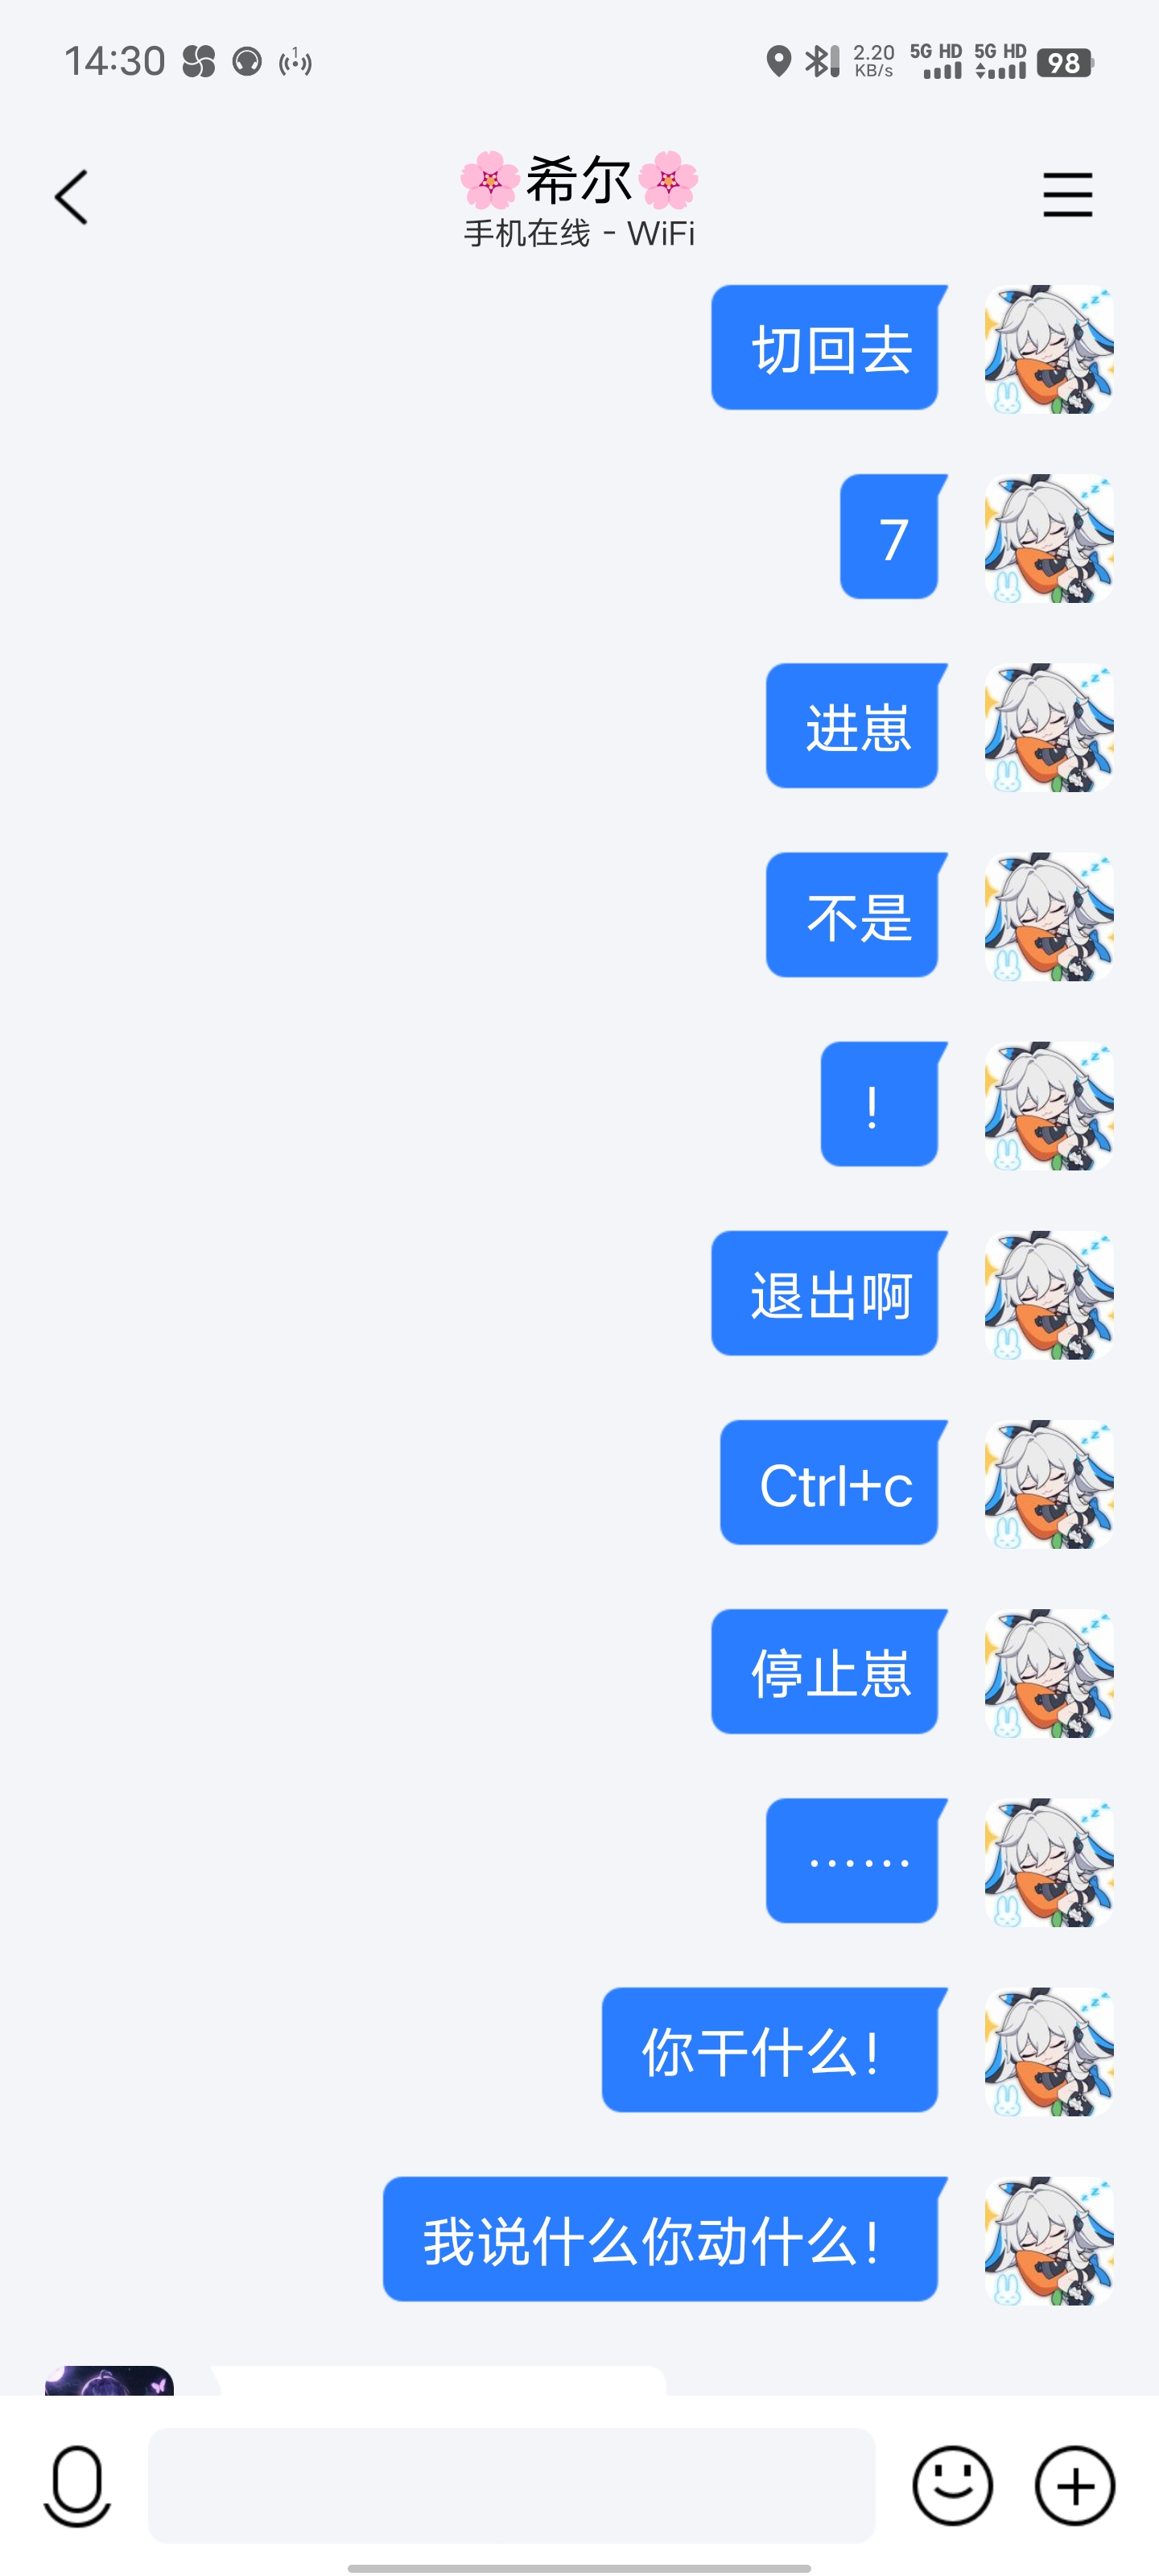 14:30
1
2.20
KB/s
5G HD
5G HD
98
🌸希尔🌸
手机在线 - WiFi
切回去
7
进崽
不是
!
退出啊
Ctrl+c
停止崽
……
你干什么!
我说什么你动什么!